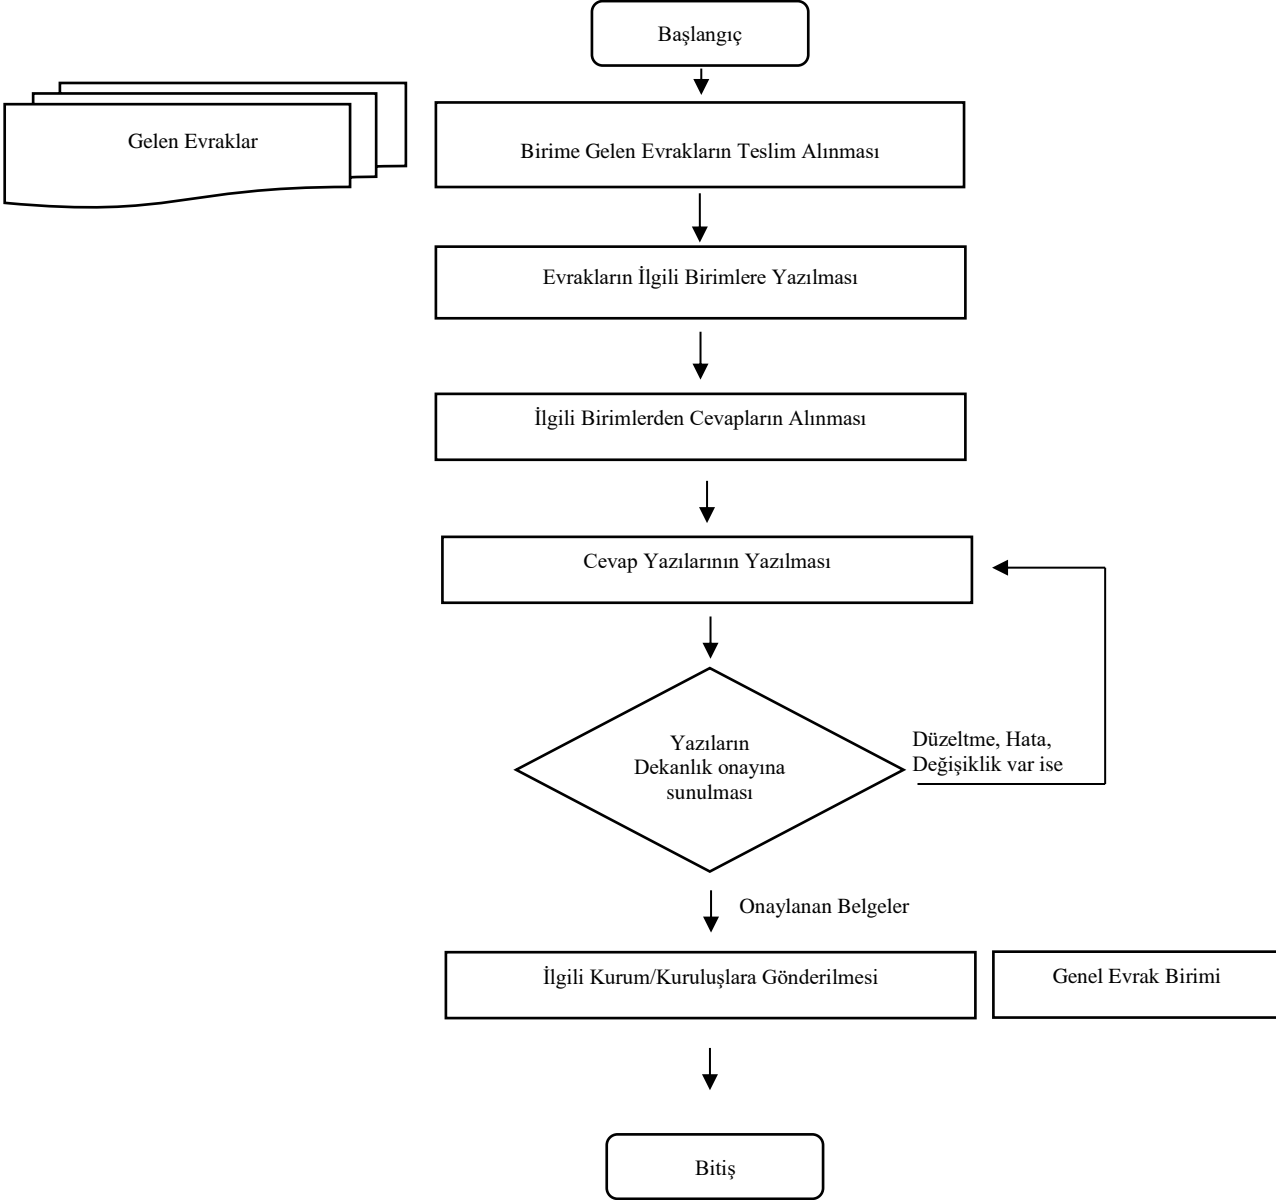 Başlangıç
Gelen Evraklar
Birime Gelen Evrakların Teslim Alınması
Evrakların İlgili Birimlere Yazılması
İlgili Birimlerden Cevapların Alınması
Cevap Yazılarının Yazılması
Yazıların
Dekanlık onayına
sunulması
Düzeltme, Hata,
Değişiklik var ise
Onaylanan Belgeler
İlgili Kurum/Kuruluşlara Gönderilmesi
Genel Evrak Birimi
Bitiş